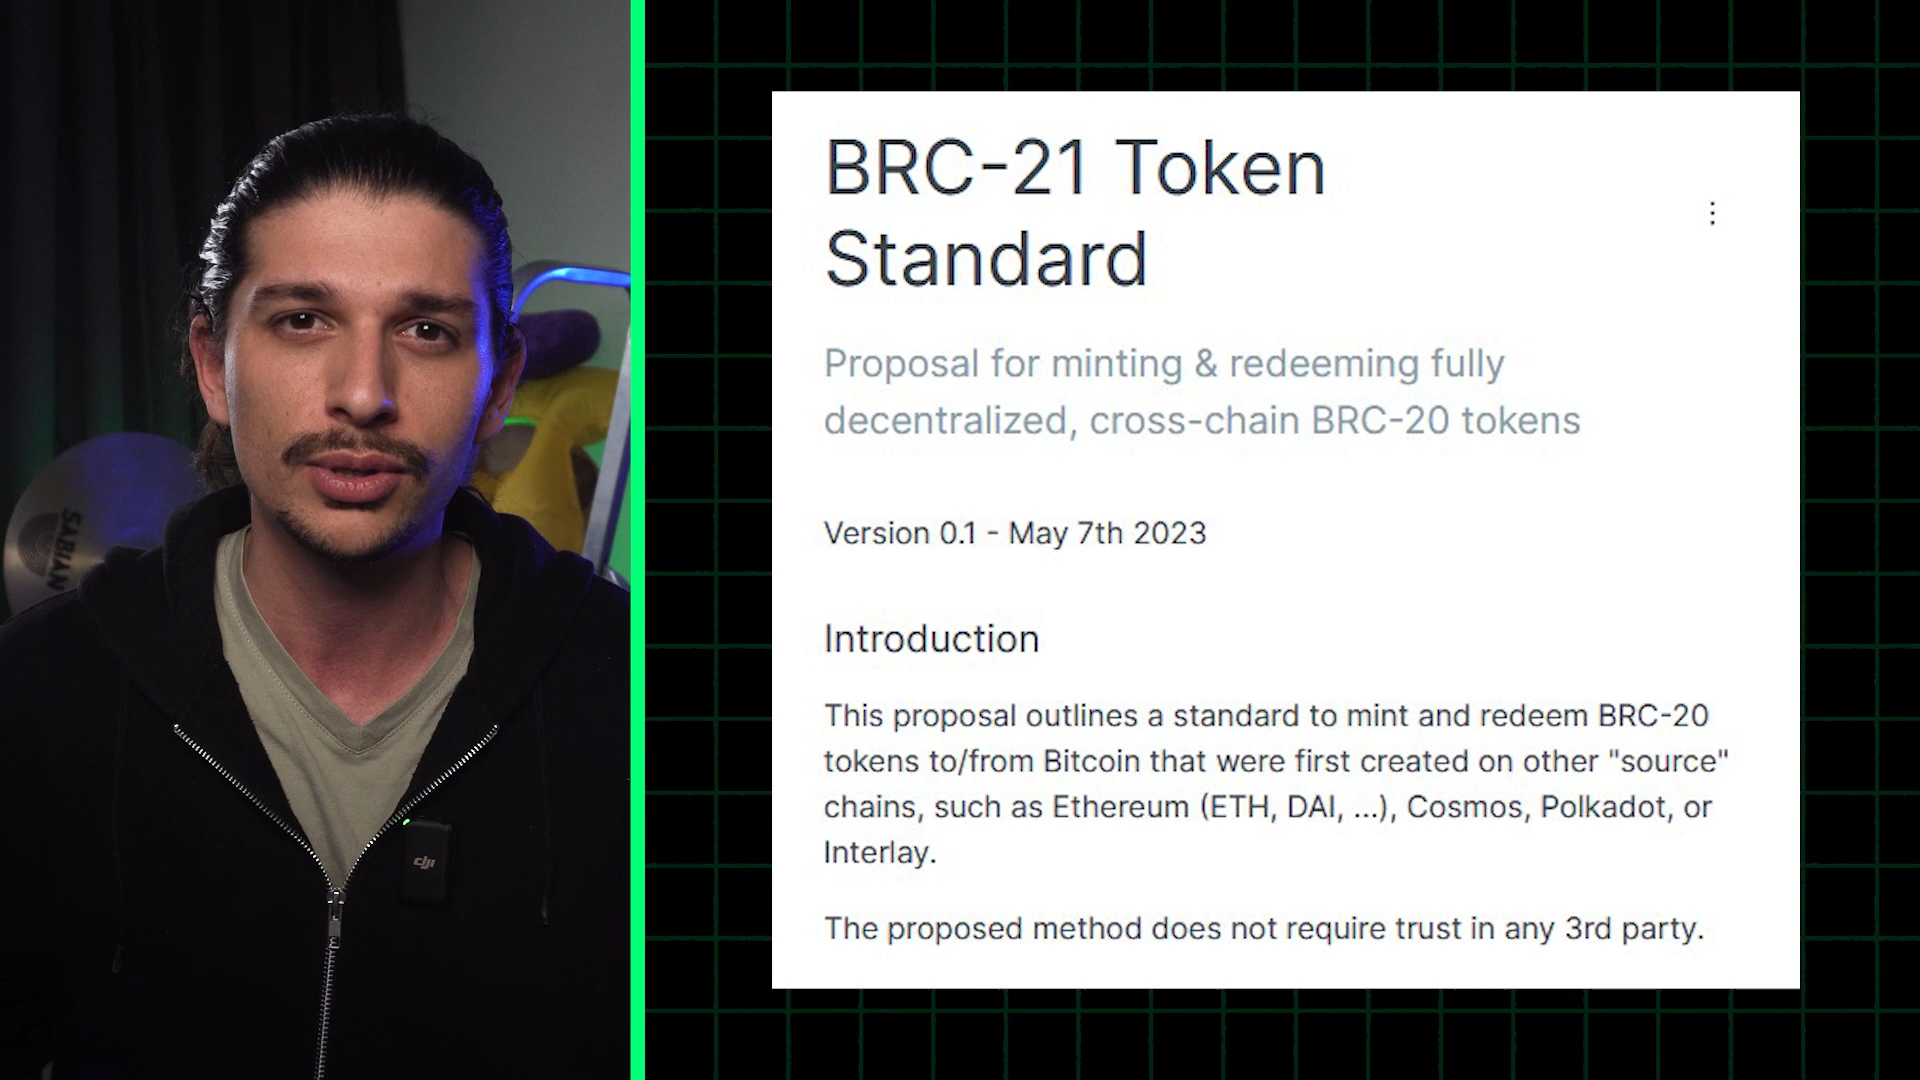 SABIAN
dji
BRC-21 Token
Standard
Proposal for minting & redeeming fully
decentralized, cross-chain BRC-20 tokens
Version 0.1 - May 7th 2023
Introduction
This proposal outlines a standard to mint and redeem BRC-20
tokens to/from Bitcoin that were first created on other "source"
chains, such as Ethereum (ETH, DAI, ...), Cosmos, Polkadot, or
Interlay.
The proposed method does not require trust in any 3rd party.